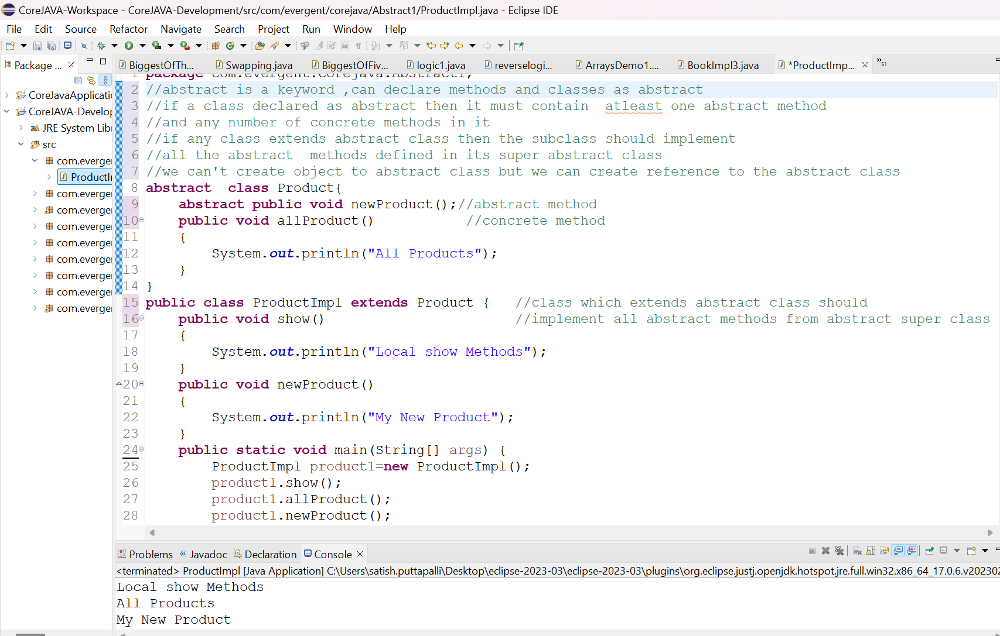 CoreJAVA-Workspace - CoreJAVA-Development/src/com/evergent/corejava/Abstract1/ProductImpl.java - Eclipse IDE
File Edit Source Refactor Navigate Search Project Run Window Help
Package ...
BiggestOfTh... Swapping.java BiggestOfFiv... logic1.java reverselogi... ArraysDemo1.... BookImpl3.java *ProductImp... »51
CoreJavaApplicatio
CoreJAVA-Develop
JRE System Libr
src
com.everger
ProductI
com.everger
com.everger
com.everger
com.everger
com.everger
com.everger
com.everger
com.everger
1 package com.evergent.corejava.Abstract1;
2 //abstract is a keyword ,can declare methods and classes as abstract
3 //if a class declared as abstract then it must contain  atleast one abstract method
4 //and any number of concrete methods in it
5 //if any class extends abstract class then the subclass should implement
6 //all the abstract  methods defined in its super abstract class
7 //we can't create object to abstract class but we can create reference to the abstract class
8 abstract  class Product{
9     abstract public void newProduct();//abstract method
10     public void allProduct()           //concrete method
11     {
12         System.out.println("All Products");
13     }
14 }
15 public class ProductImpl extends Product {   //class which extends abstract class should
16     public void show()                       //implement all abstract methods from abstract super class
17     {
18         System.out.println("Local show Methods");
19     }
20     public void newProduct()
21     {
22         System.out.println("My New Product");
23     }
24     public static void main(String[] args) {
25         ProductImpl product1=new ProductImpl();
26         product1.show();
27         product1.allProduct();
28         product1.newProduct();
Problems @ Javadoc Declaration Console
<terminated> ProductImpl [Java Application] C:\Users\satish.puttapalli\Desktop\eclipse-2023-03\eclipse-2023-03\plugins\org.eclipse.justj.openjdk.hotspot.jre.full.win32.x86_64_17.0.6.v202302
Local show Methods
All Products
My New Product